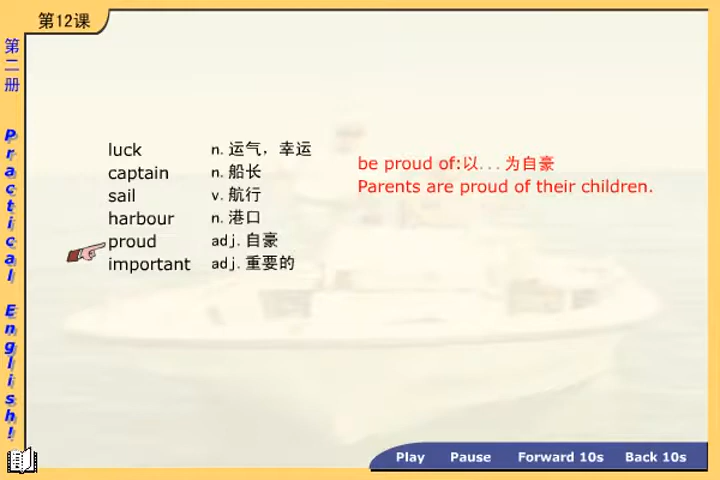 第12课
第二册
Practical English!
luck n.运气，幸运
captain n.船长
sail v.航行
harbour n.港口
proud adj.自豪
important adj.重要的
be proud of:以...为自豪
Parents are proud of their children.
Play Pause Forward 10s Back 10s